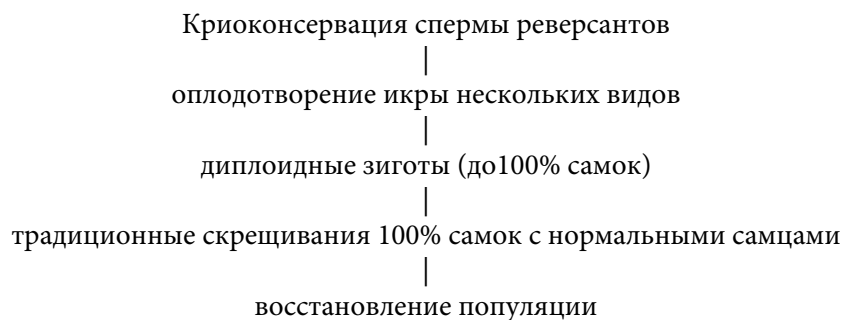 Криоконсервация спермы реверсантов
оплодотворение икры нескольких видов
диплоидные зиготы (до100% самок)
традиционные скрещивания 100% самок с нормальными самцами
восстановление популяции